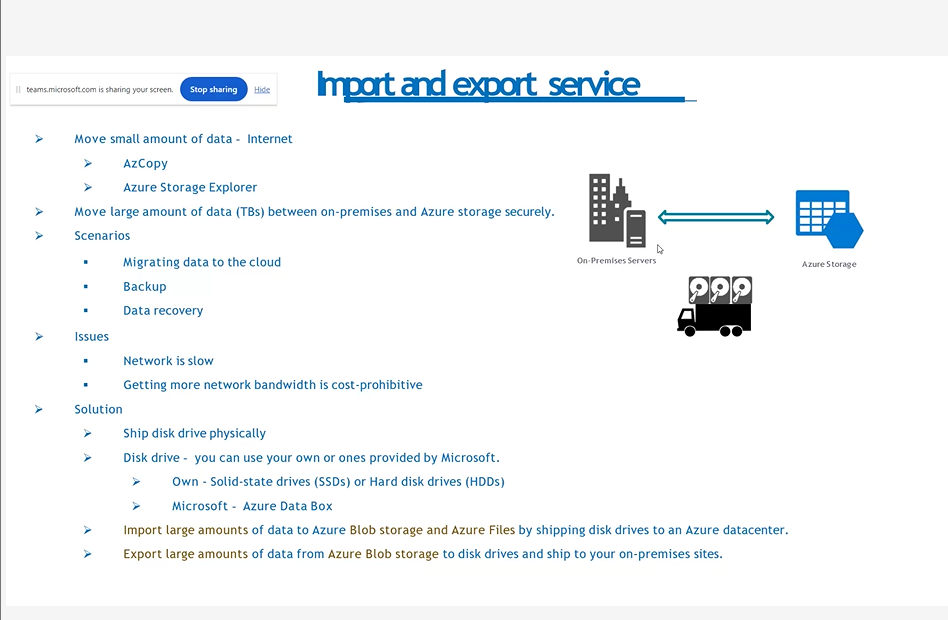 Import and export service
teams.microsoft.com is sharing your screen. Stop sharing Hide
Move small amount of data - Internet
AzCopy
Azure Storage Explorer
Move large amount of data (TBs) between on-premises and Azure storage securely.
Scenarios
Migrating data to the cloud
Backup
Data recovery
Issues
Network is slow
Getting more network bandwidth is cost-prohibitive
Solution
Ship disk drive physically
Disk drive - you can use your own or ones provided by Microsoft.
Own - Solid-state drives (SSDs) or Hard disk drives (HDDs)
Microsoft - Azure Data Box
Import large amounts of data to Azure Blob storage and Azure Files by shipping disk drives to an Azure datacenter.
Export large amounts of data from Azure Blob storage to disk drives and ship to your on-premises sites.
On-Premises Servers
Azure Storage